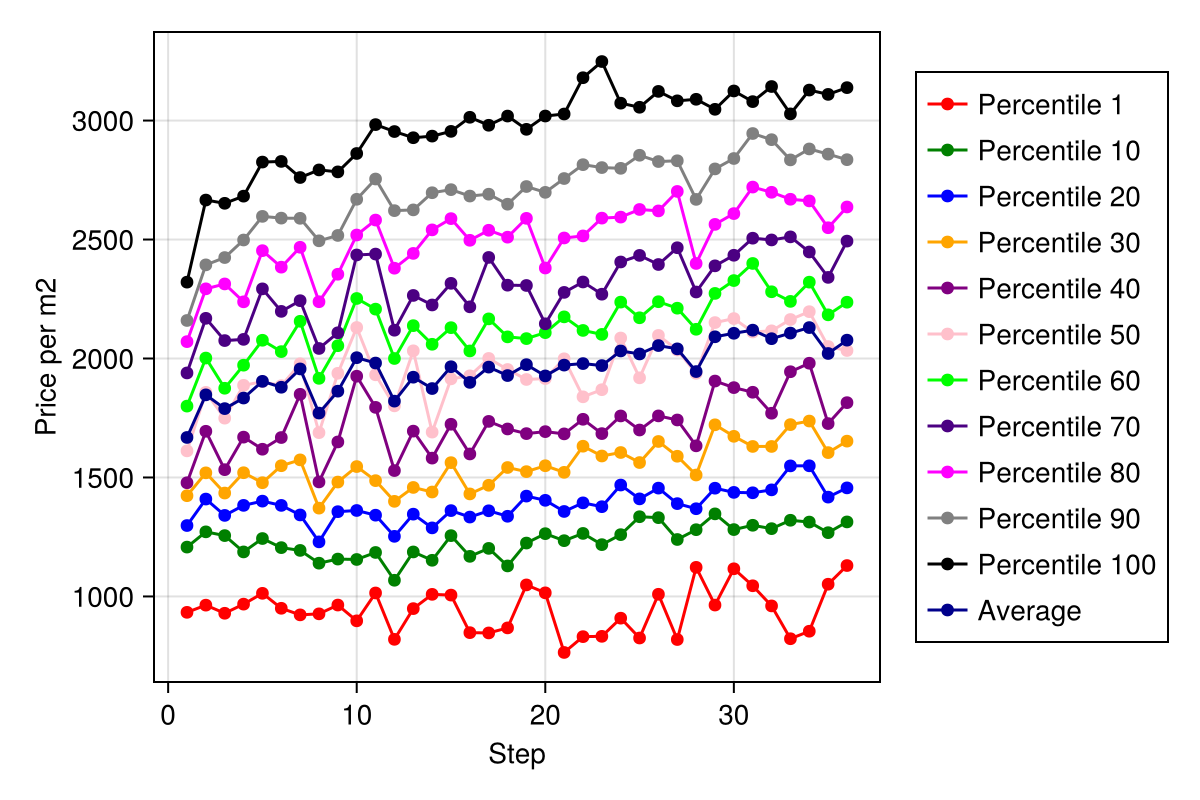 3000
2500
2000
1500
1000
Price per m2
0 10 20 30
Step
Percentile 1
Percentile 10
Percentile 20
Percentile 30
Percentile 40
Percentile 50
Percentile 60
Percentile 70
Percentile 80
Percentile 90
Percentile 100
Average